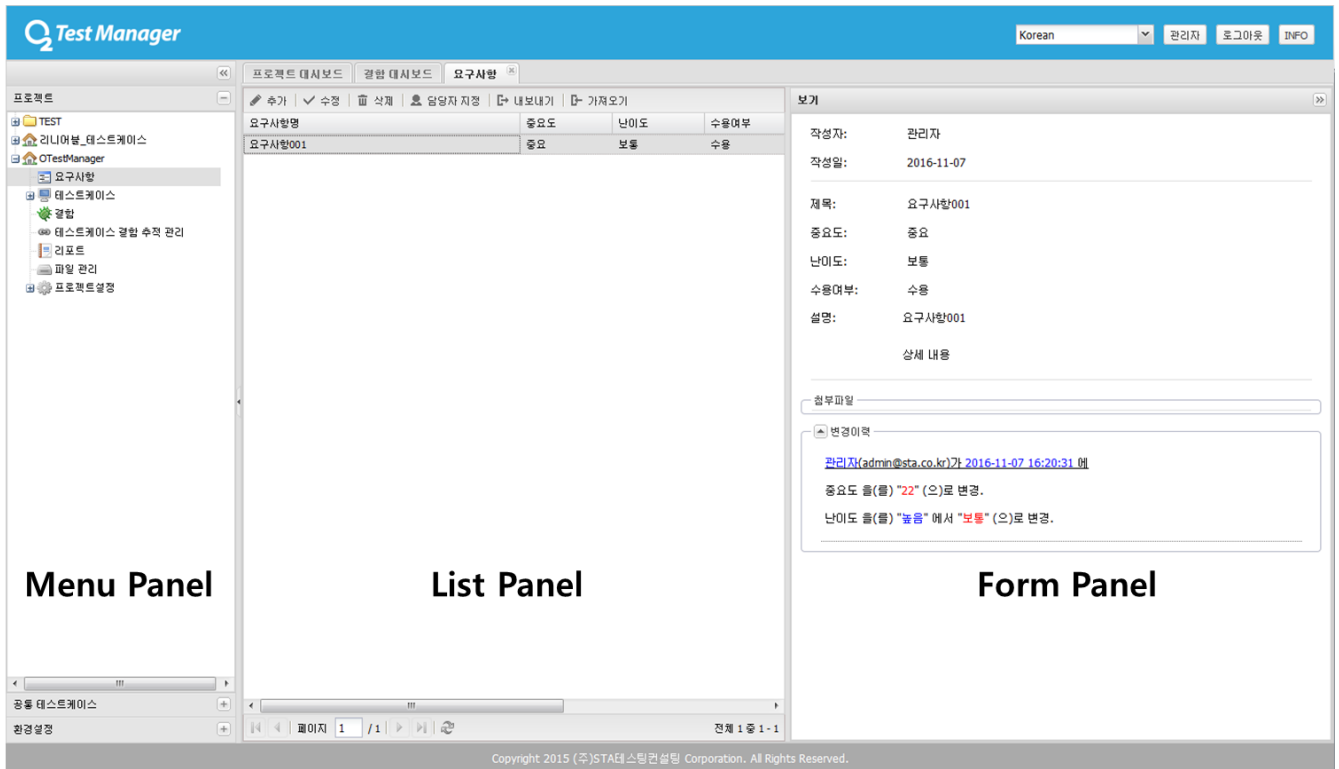 O2 Test Manager
Korean 관리자 로그아웃 INFO
프로젝트 대시보드 결함 대시보드 요구사항
프로젝트
TEST
리니어블_테스트케이스
OTestManager
요구사항
테스트케이스
결함
테스트케이스 결함 추적 관리
리포트
파일 관리
프로젝트설정
Menu Panel
공통 테스트케이스
환경설정
추가 수정 삭제 담당자 지정 내보내기 가져오기
요구사항명 중요도 난이도 수용여부
요구사항001 중요 보통 수용
List Panel
페이지 1 / 1 전체 1 중 1 - 1
보기
작성자: 관리자
작성일: 2016-11-07
제목: 요구사항001
중요도: 중요
난이도: 보통
수용여부: 수용
설명: 요구사항001
상세 내용
첨부파일
변경이력
관리자(admin@sta.co.kr)가 2016-11-07 16:20:31 에
중요도 을(를) "22" (으)로 변경.
난이도 을(를) "높음" 에서 "보통" (으)로 변경.
Form Panel
Copyright 2015 (주)STA테스팅컨설팅 Corporation. All Rights Reserved.